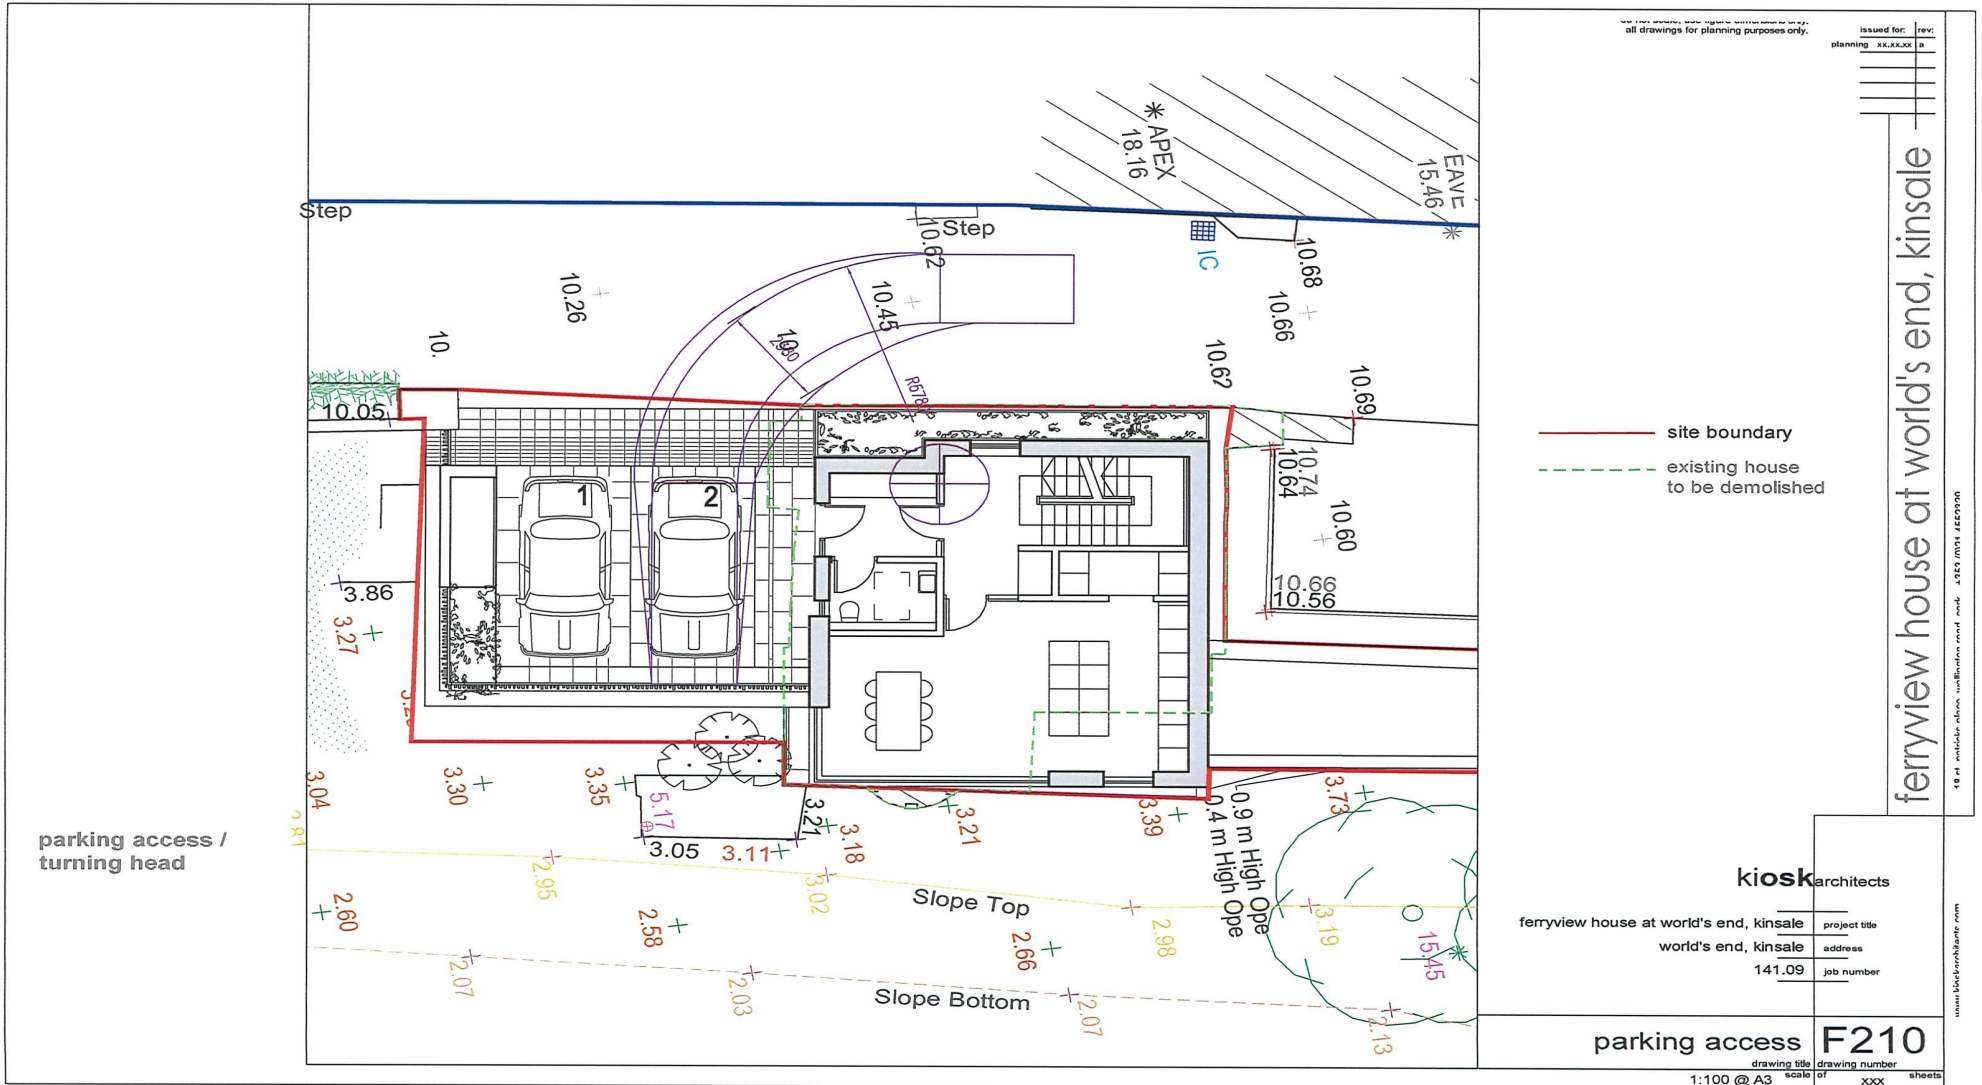 all drawings for planning purposes only.
issued for: rev:
planning xx.xx.xx a
* APEX
18.16
EAVE
15.46
Step
Step
10.62
IC
10.68
10.26
10.45
10.66
10.
R678
10.62
10.69
10.05
1
2
10.74
10.64
10.60
10.66
10.56
3.86
3.27
site boundary
existing house
to be demolished
ferryview house at world's end, kinsale
3.04
3.30
3.35
5.17
3.21
3.18
3.21
3.39
0.9 m High Ope
0.4 m High Ope
3.73
parking access /
turning head
3.05
3.11
2.95
3.02
Slope Top
2.98
3.19
15.45
2.60
2.58
2.66
2.07
2.03
Slope Bottom
2.07
2.13
kioskarchitects
ferryview house at world's end, kinsale project title
world's end, kinsale address
141.09 job number
www.kioskarchitects.com
parking access F210
drawing title drawing number
1:100 @ A3 scale of xxx sheets